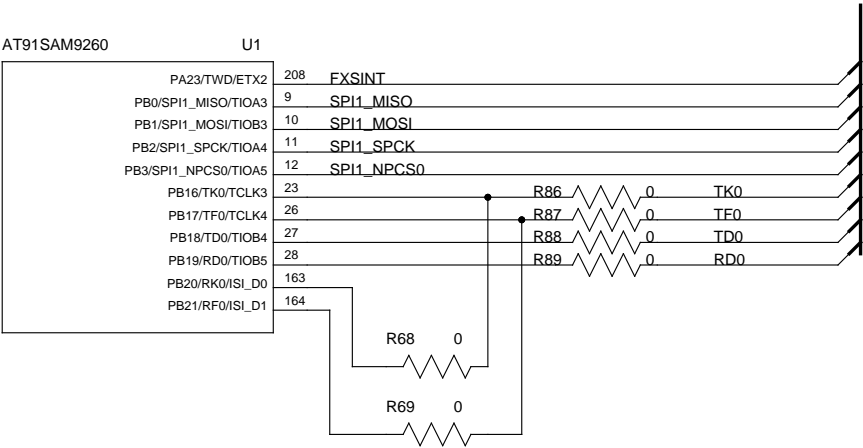 AT91SAM9260 U1
PA23/TWD/ETX2 208 FXSINT
PB0/SPI1_MISO/TIOA3 9 SPI1_MISO
PB1/SPI1_MOSI/TIOB3 10 SPI1_MOSI
PB2/SPI1_SPCK/TIOA4 11 SPI1_SPCK
PB3/SPI1_NPCS0/TIOA5 12 SPI1_NPCS0
PB16/TK0/TCLK3 23 R86 0 TK0
PB17/TF0/TCLK4 26 R87 0 TF0
PB18/TD0/TIOB4 27 R88 0 TD0
PB19/RD0/TIOB5 28 R89 0 RD0
PB20/RK0/ISI_D0 163
PB21/RF0/ISI_D1 164
R68 0
R69 0